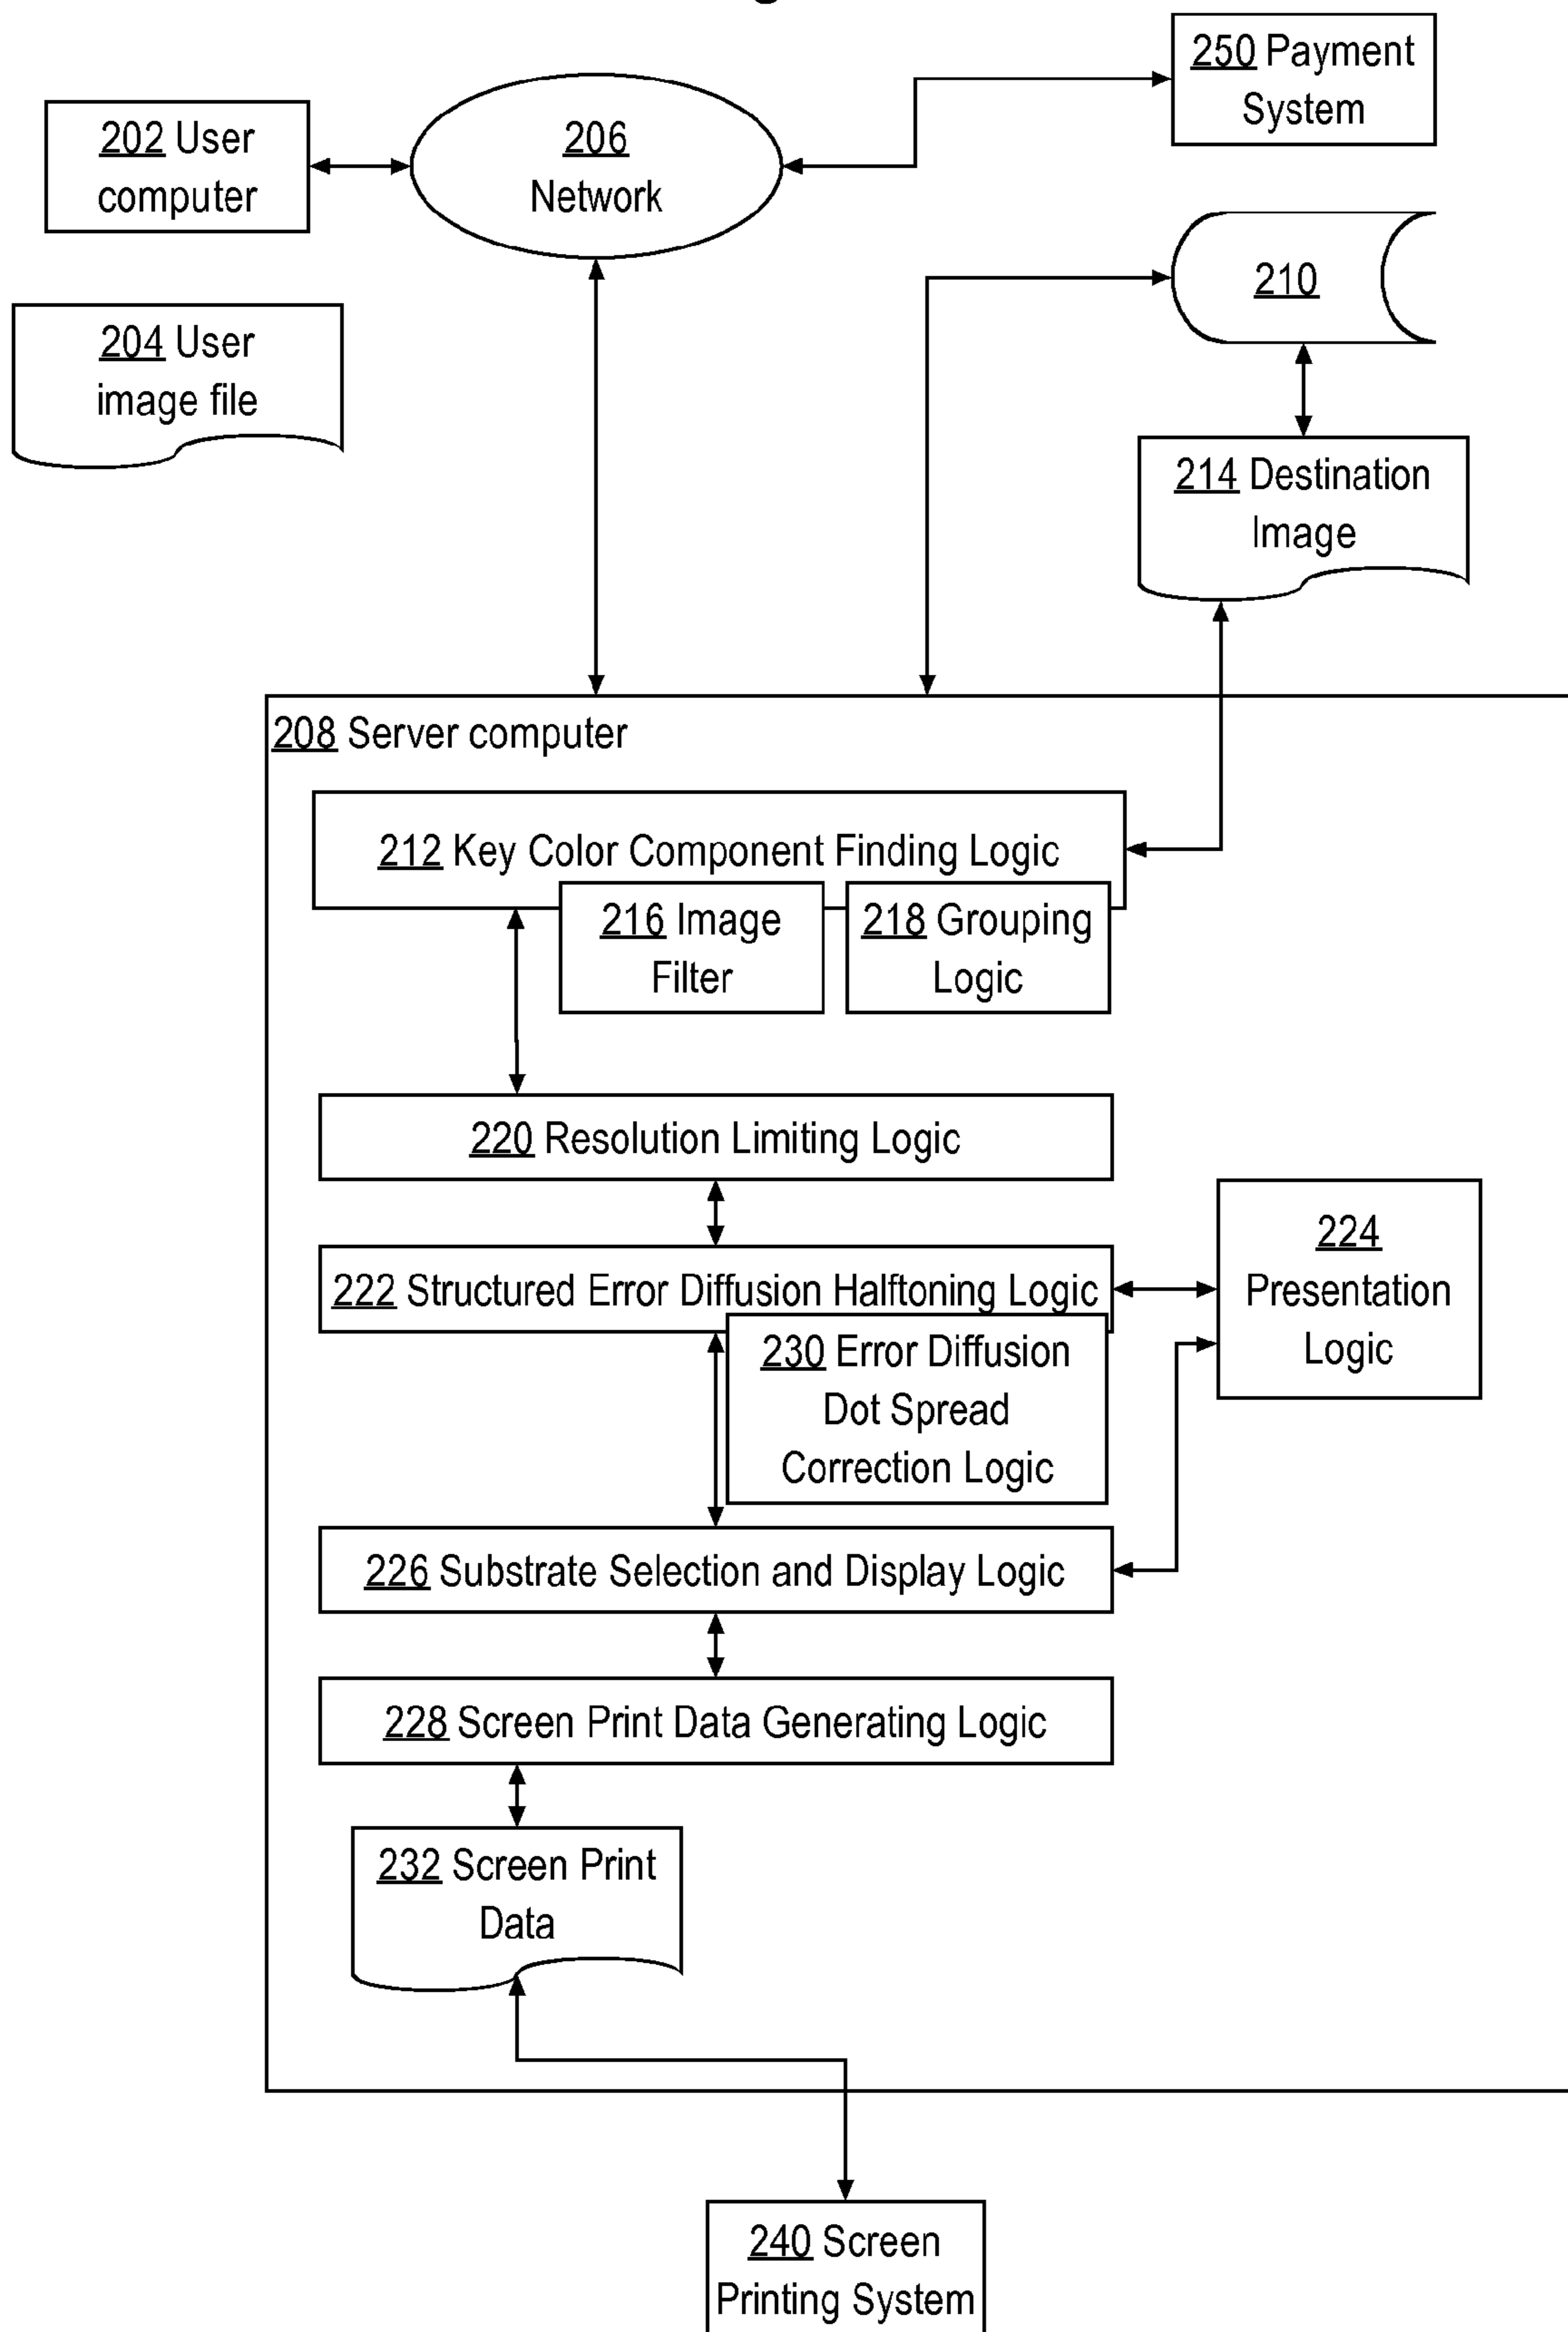 250 Payment
System
202 User
computer
206
Network
210
204 User
image file
214 Destination
Image
208 Server computer
212 Key Color Component Finding Logic
216 Image
Filter
218 Grouping
Logic
220 Resolution Limiting Logic
222 Structured Error Diffusion Halftoning Logic
224
Presentation
Logic
230 Error Diffusion
Dot Spread
Correction Logic
226 Substrate Selection and Display Logic
228 Screen Print Data Generating Logic
232 Screen Print
Data
240 Screen
Printing System